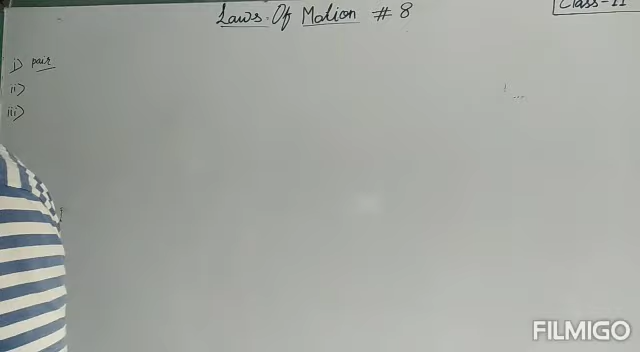 Laws Of Motion # 8
Class-11
i) pair
ii)
iii)
FILMIGO